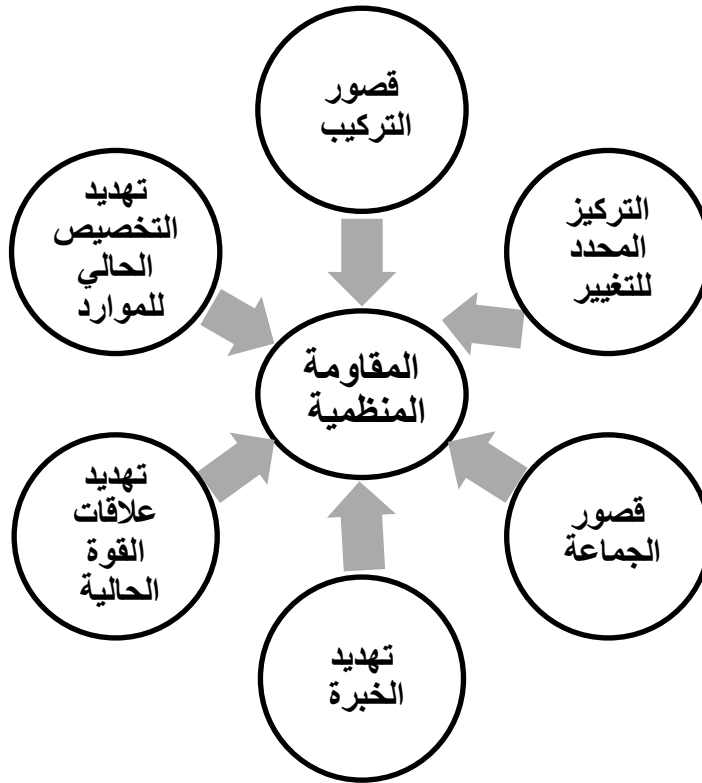 قصور
التركيب
التركيز
المحدد
للتغيير
قصور
الجماعة
تهديد
الخبرة
تهديد
علاقات
القوة
الحالية
تهديد
التخصيص
الحالي
للموارد
المقاومة
المنظمية